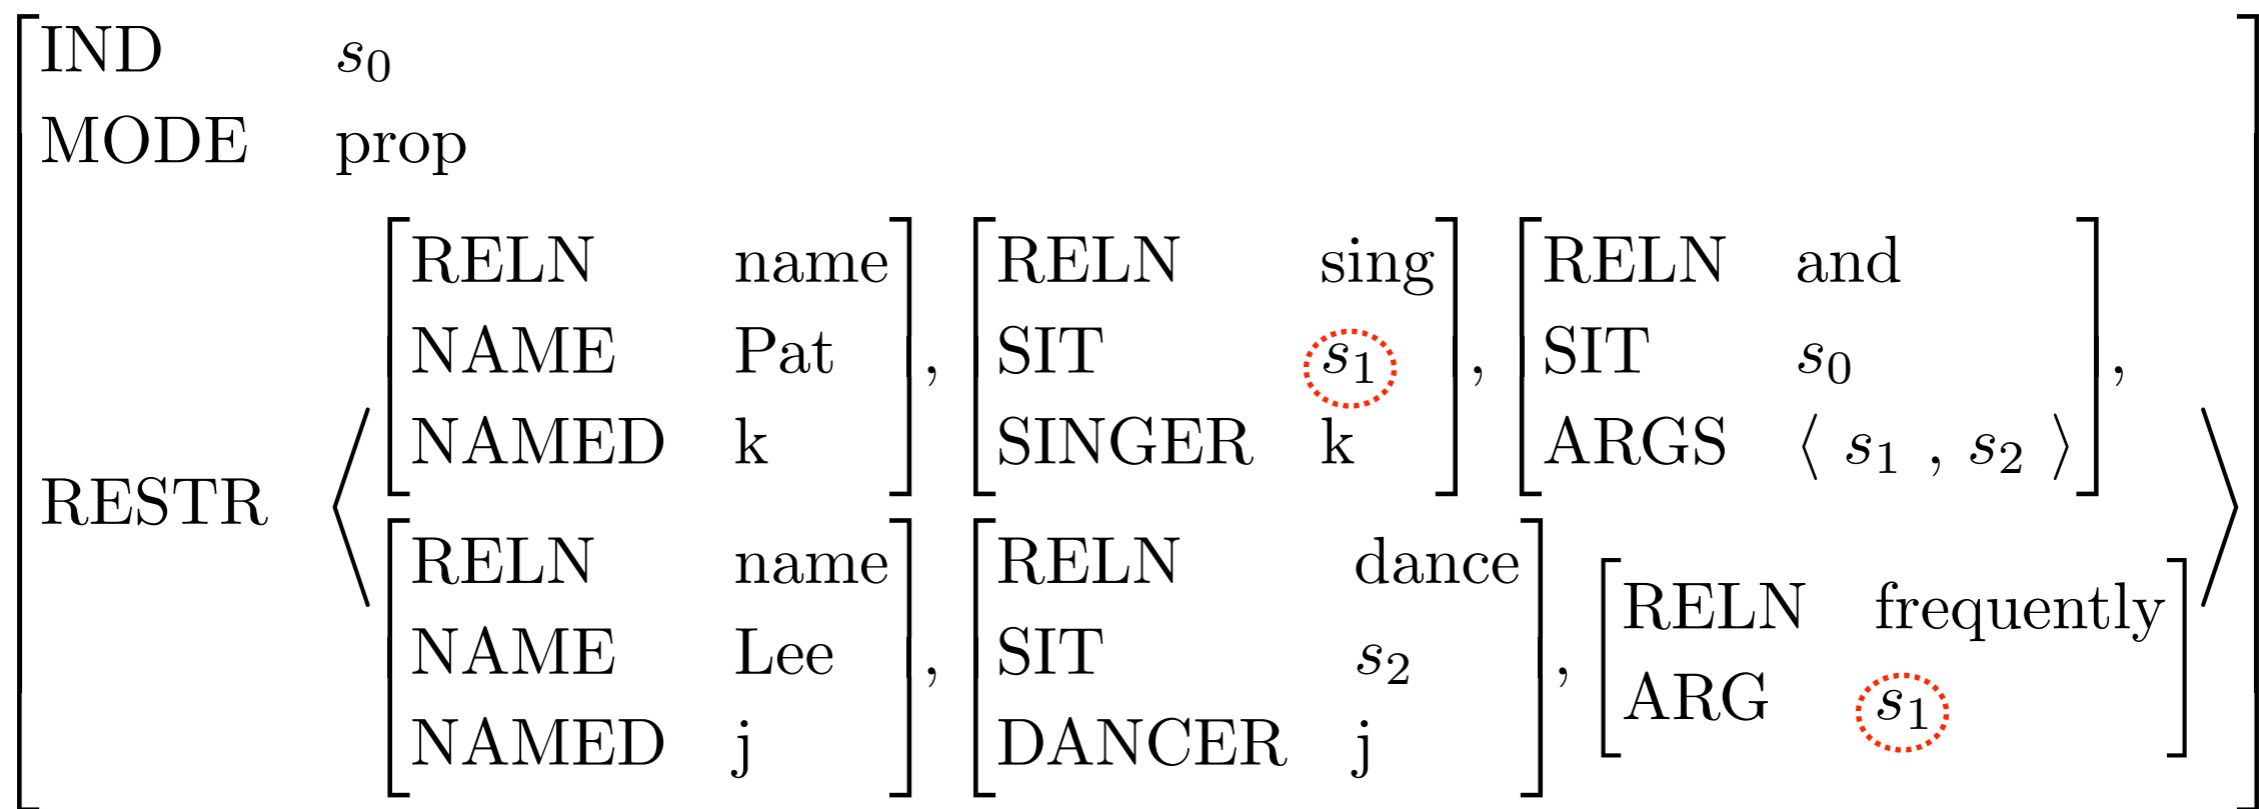 IND s₀
MODE prop
RESTR ⟨ [RELN name] , [RELN sing] , [RELN and] ,
[NAME Pat] [SIT s₁] [SIT s₀]
[NAMED k] [SINGER k] [ARGS ⟨ s₁ , s₂ ⟩]
[RELN name] , [RELN dance] , [RELN frequently] ⟩
[NAME Lee] [SIT s₂] [ARG s₁]
[NAMED j] [DANCER j]